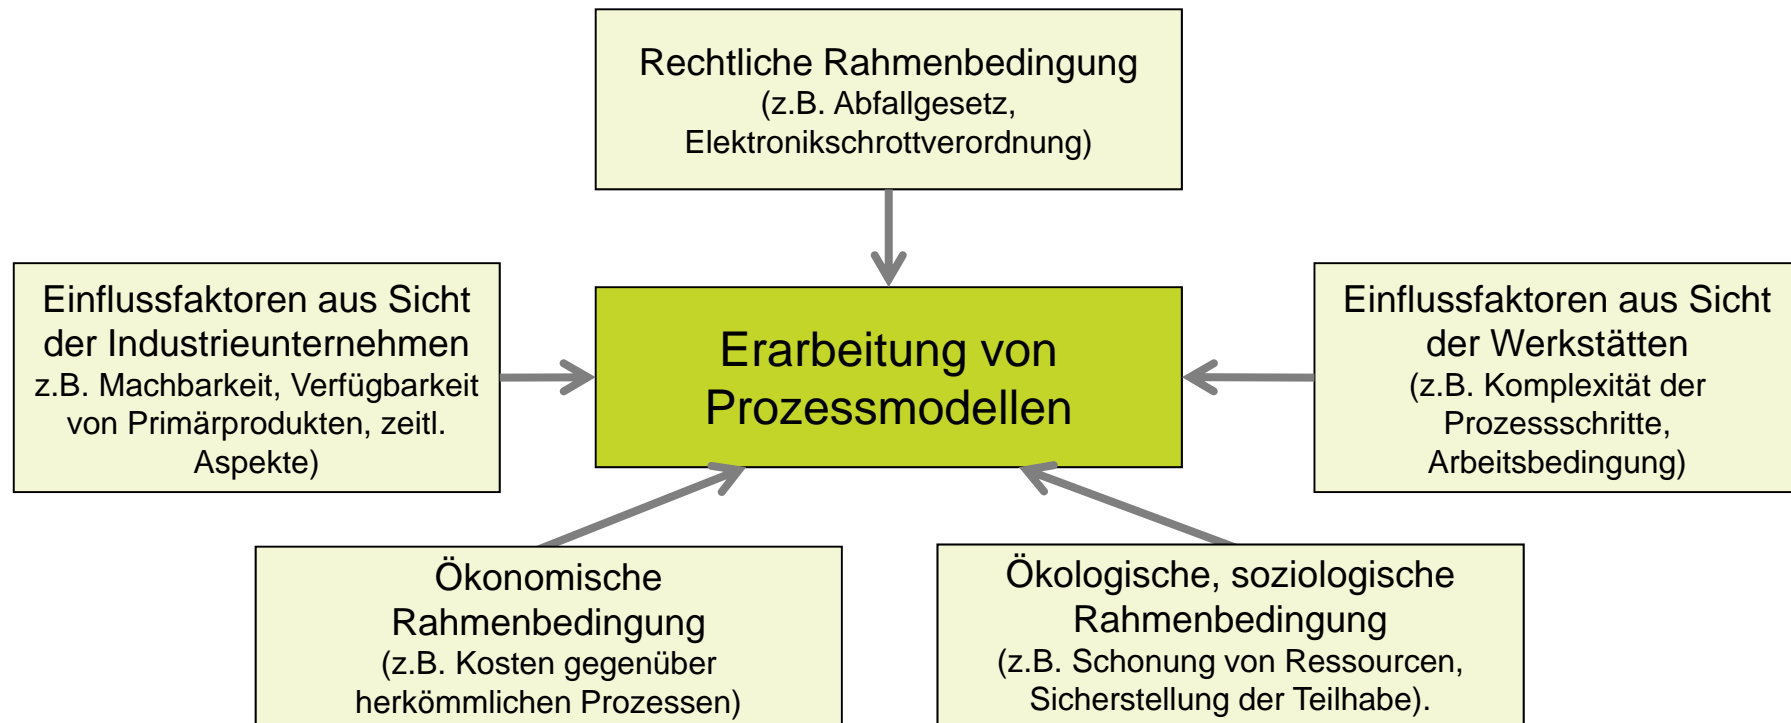 Rechtliche Rahmenbedingung
(z.B. Abfallgesetz,
Elektronikschrottverordnung)
Einflussfaktoren aus Sicht
der Industrieunternehmen
z.B. Machbarkeit, Verfügbarkeit
von Primärprodukten, zeitl.
Aspekte)
Erarbeitung von
Prozessmodellen
Einflussfaktoren aus Sicht
der Werkstätten
(z.B. Komplexität der
Prozessschritte,
Arbeitsbedingung)
Ökonomische
Rahmenbedingung
(z.B. Kosten gegenüber
herkömmlichen Prozessen)
Ökologische, soziologische
Rahmenbedingung
(z.B. Schonung von Ressourcen,
Sicherstellung der Teilhabe).